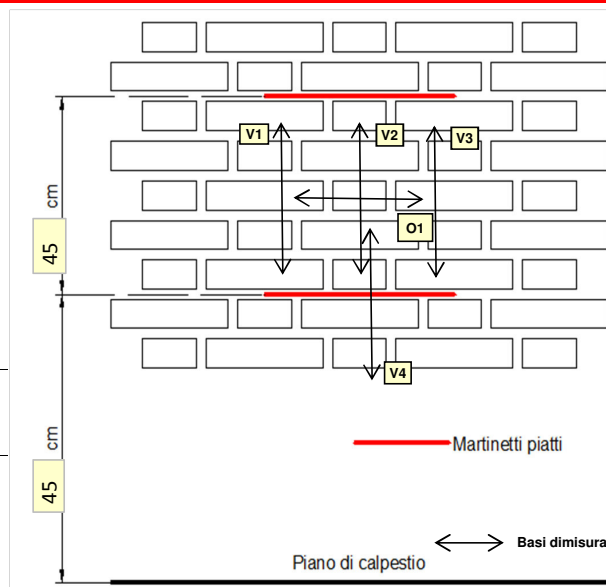 V1
V2
V3
cm
45
O1
V4
cm
45
Martinetti piatti
Basi dimisura
Piano di calpestio